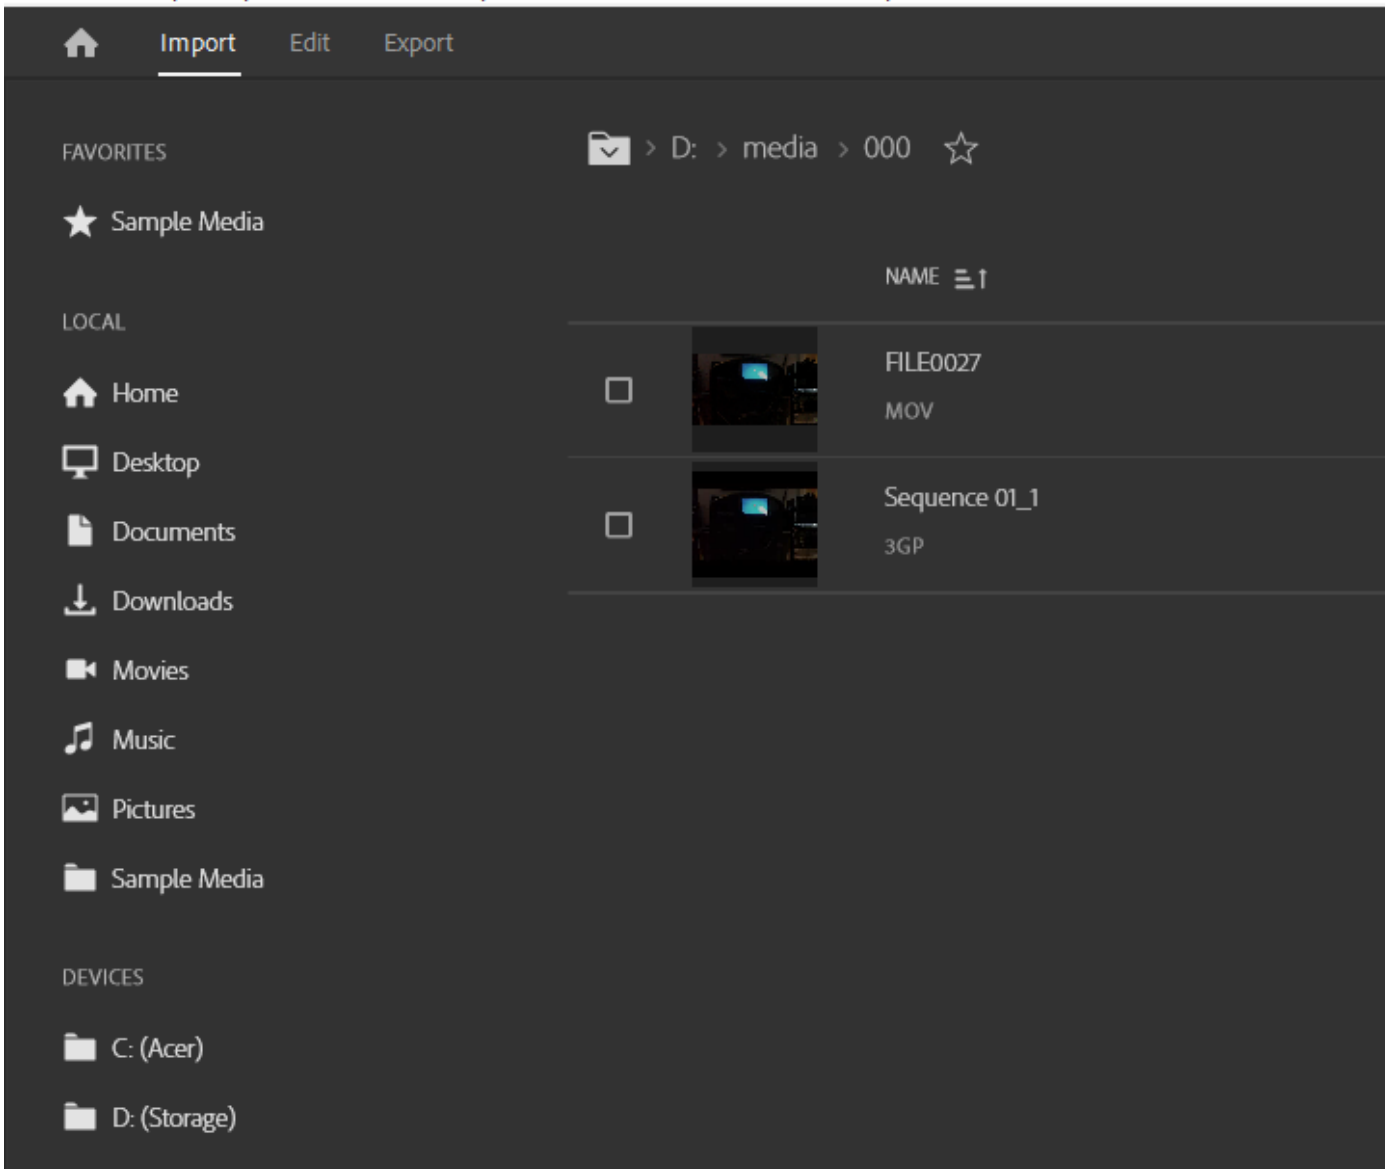 Import Edit Export
FAVORITES
Sample Media
LOCAL
Home
Desktop
Documents
Downloads
Movies
Music
Pictures
Sample Media
DEVICES
C: (Acer)
D: (Storage)
> D: > media > 000
NAME
FILE0027
MOV
Sequence 01_1
3GP